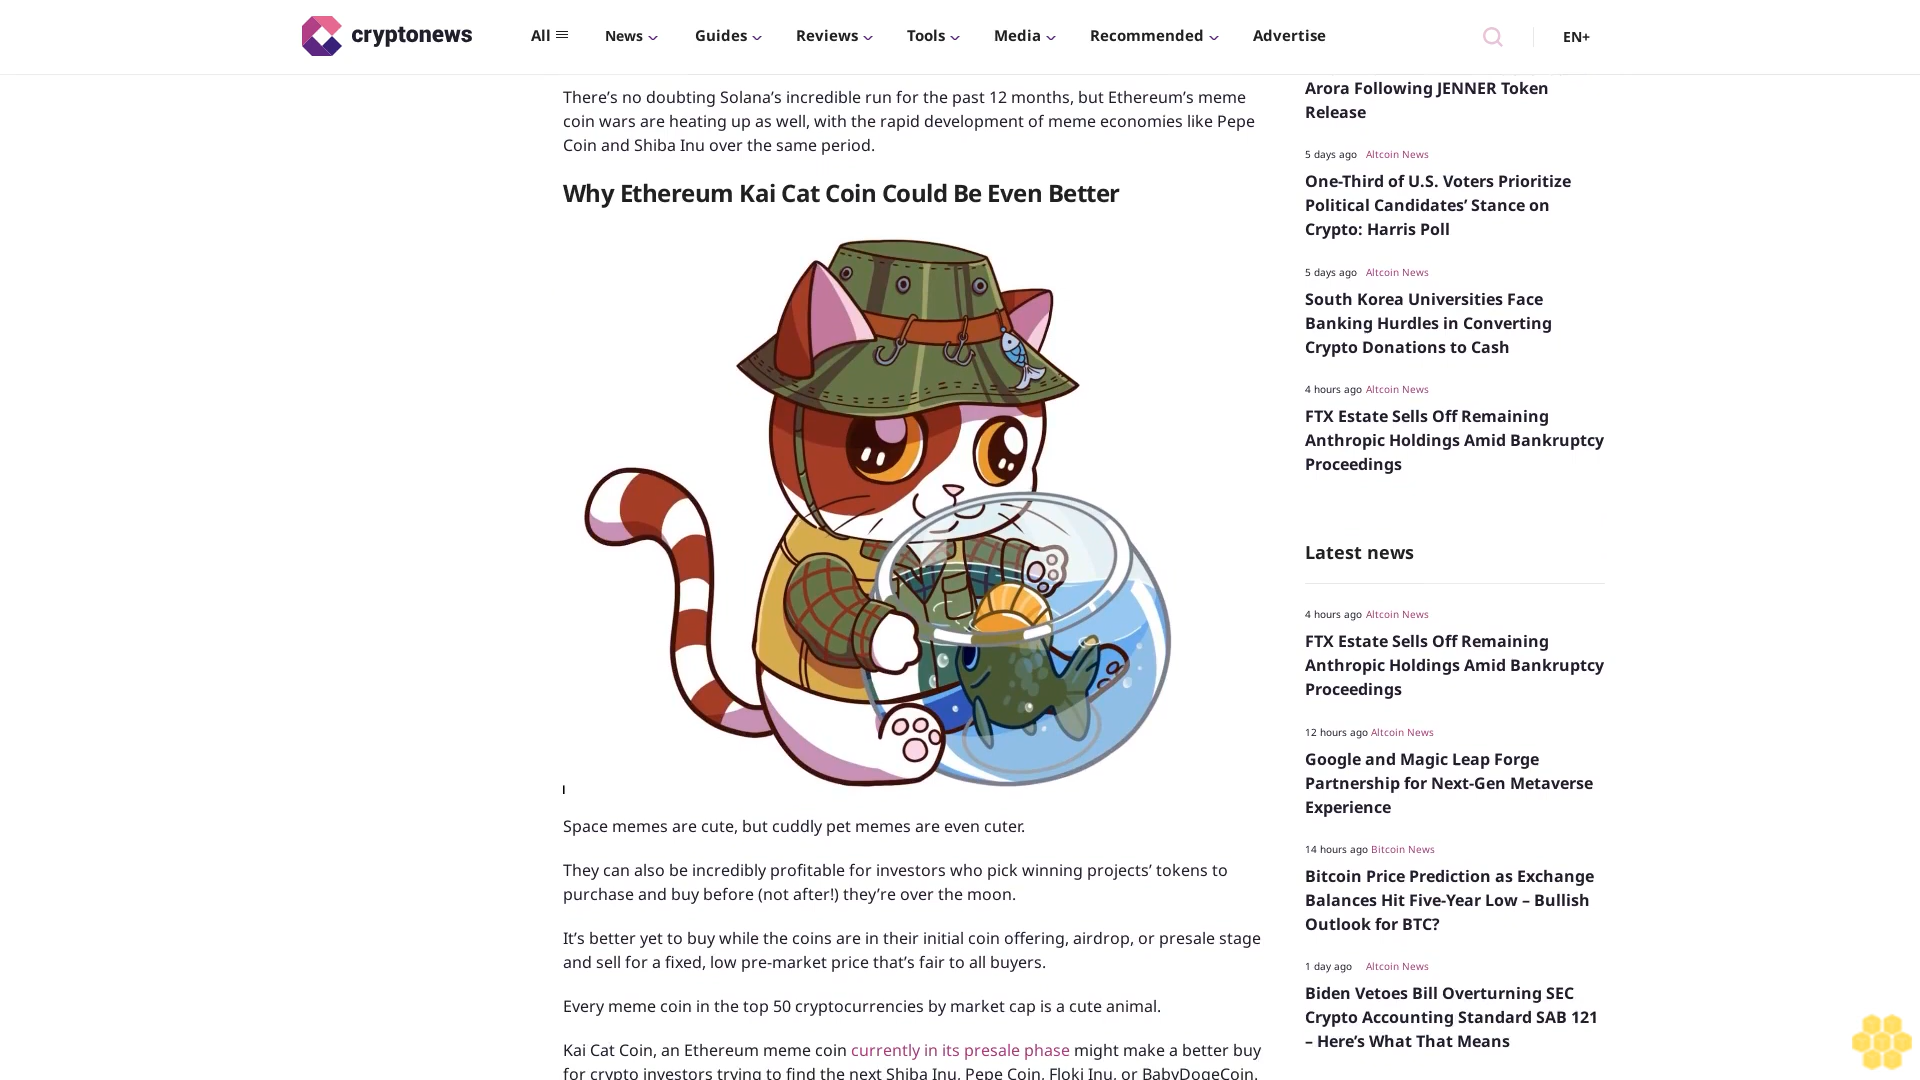 cryptonews
All
News
Guides
Reviews
Tools
Media
Recommended
Advertise
EN+
There’s no doubting Solana’s incredible run for the past 12 months, but Ethereum’s meme
coin wars are heating up as well, with the rapid development of meme economies like Pepe
Coin and Shiba Inu over the same period.
Why Ethereum Kai Cat Coin Could Be Even Better
Space memes are cute, but cuddly pet memes are even cuter.
They can also be incredibly profitable for investors who pick winning projects’ tokens to
purchase and buy before (not after!) they’re over the moon.
It’s better yet to buy while the coins are in their initial coin offering, airdrop, or presale stage
and sell for a fixed, low pre-market price that’s fair to all buyers.
Every meme coin in the top 50 cryptocurrencies by market cap is a cute animal.
Kai Cat Coin, an Ethereum meme coin currently in its presale phase might make a better buy
for crypto investors trying to find the next Shiba Inu, Pepe Coin, Floki Inu, or BabyDogeCoin.
Arora Following JENNER Token
Release
5 days ago Altcoin News
One-Third of U.S. Voters Prioritize
Political Candidates’ Stance on
Crypto: Harris Poll
5 days ago Altcoin News
South Korea Universities Face
Banking Hurdles in Converting
Crypto Donations to Cash
4 hours ago Altcoin News
FTX Estate Sells Off Remaining
Anthropic Holdings Amid Bankruptcy
Proceedings
Latest news
4 hours ago Altcoin News
FTX Estate Sells Off Remaining
Anthropic Holdings Amid Bankruptcy
Proceedings
12 hours ago Altcoin News
Google and Magic Leap Forge
Partnership for Next-Gen Metaverse
Experience
14 hours ago Bitcoin News
Bitcoin Price Prediction as Exchange
Balances Hit Five-Year Low – Bullish
Outlook for BTC?
1 day ago Altcoin News
Biden Vetoes Bill Overturning SEC
Crypto Accounting Standard SAB 121
– Here’s What That Means